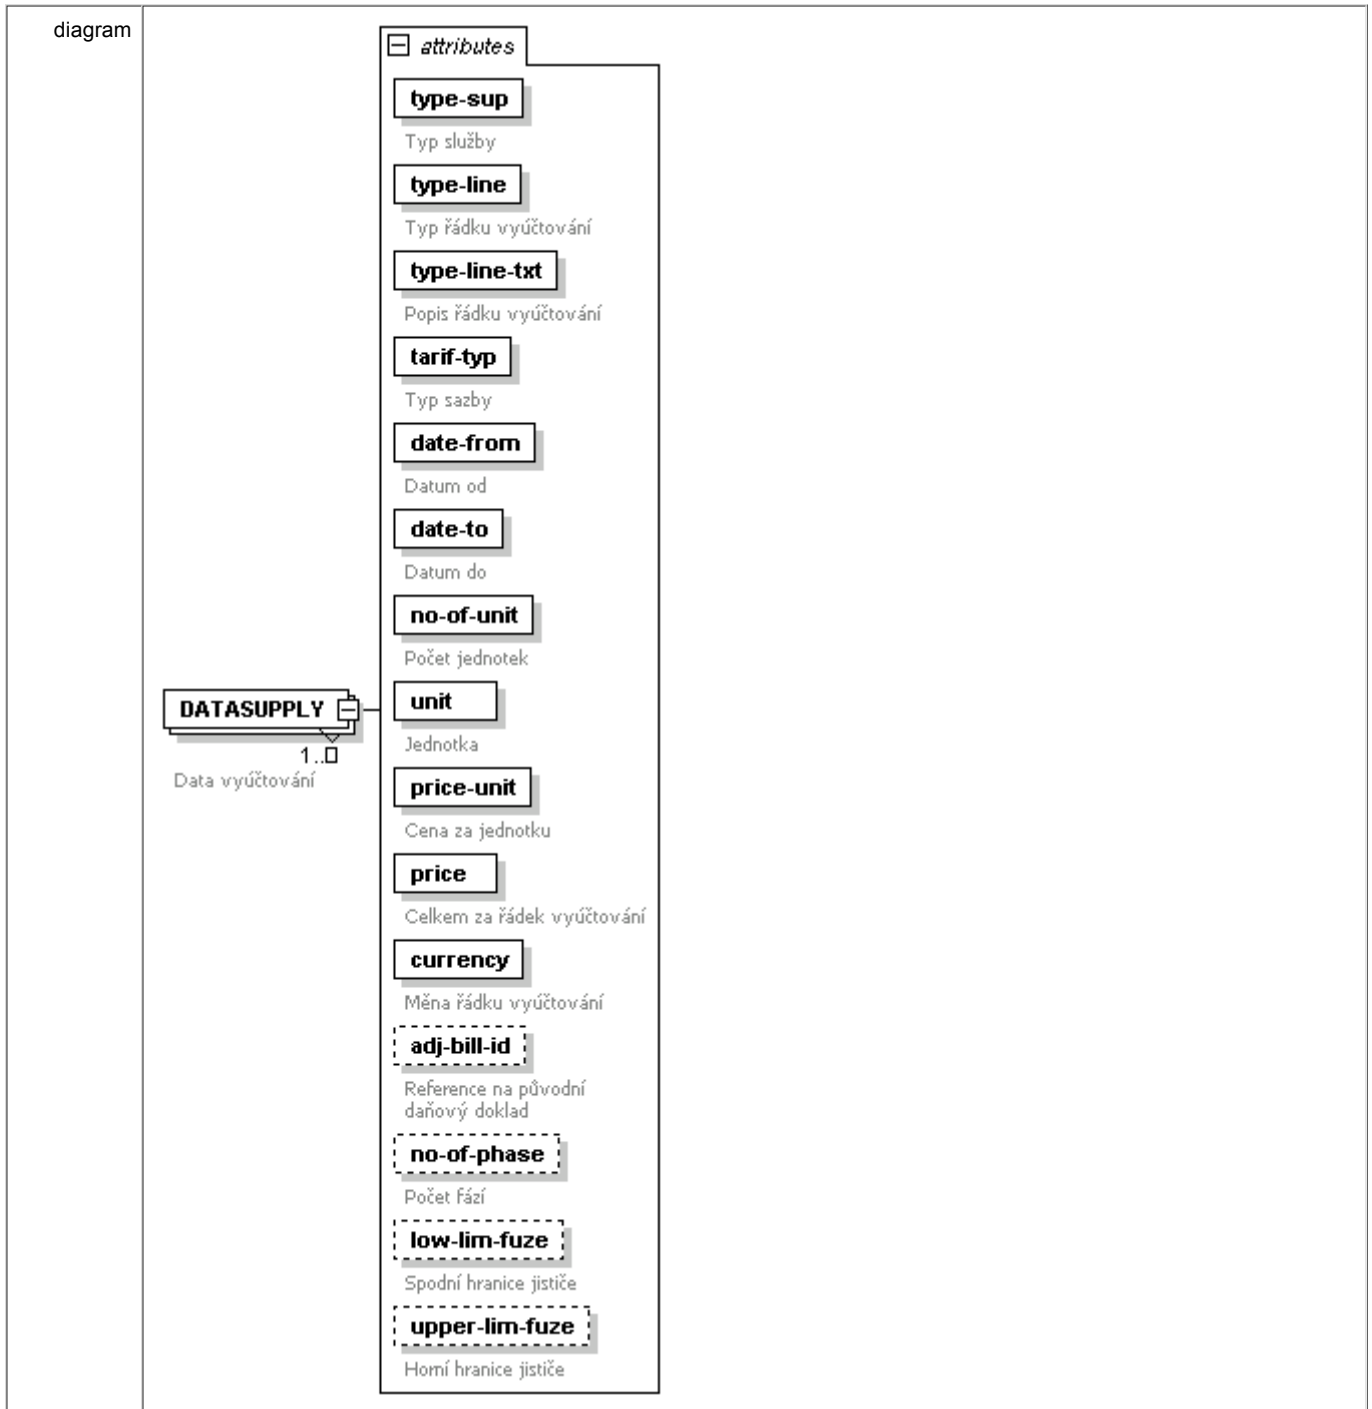 diagram
attributes
type-sup
Typ služby
type-line
Typ řádku vyúčtování
type-line-txt
Popis řádku vyúčtování
tarif-typ
Typ sazby
date-from
Datum od
date-to
Datum do
no-of-unit
Počet jednotek
unit
Jednotka
price-unit
Cena za jednotku
price
Celkem za řádek vyúčtování
currency
Měna řádku vyúčtování
adj-bill-id
Reference na původní
daňový doklad
no-of-phase
Počet fází
low-lim-fuze
Spodní hranice jističe
upper-lim-fuze
Horní hranice jističe
DATASUPPLY
1..▯
Data vyúčtování